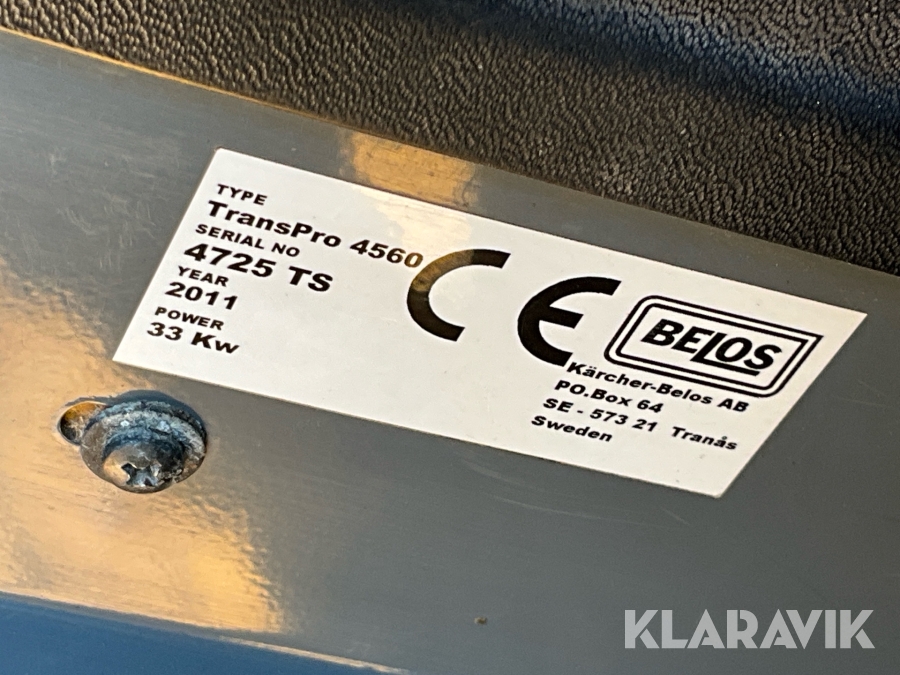 TYPE
TransPro 4560
SERIAL NO
4725 TS
YEAR
2011
POWER
33 Kw
CE
BELOS
Kärcher-Belos AB
PO.Box 64
SE - 573 21 Tranås
Sweden
KLARAVIK